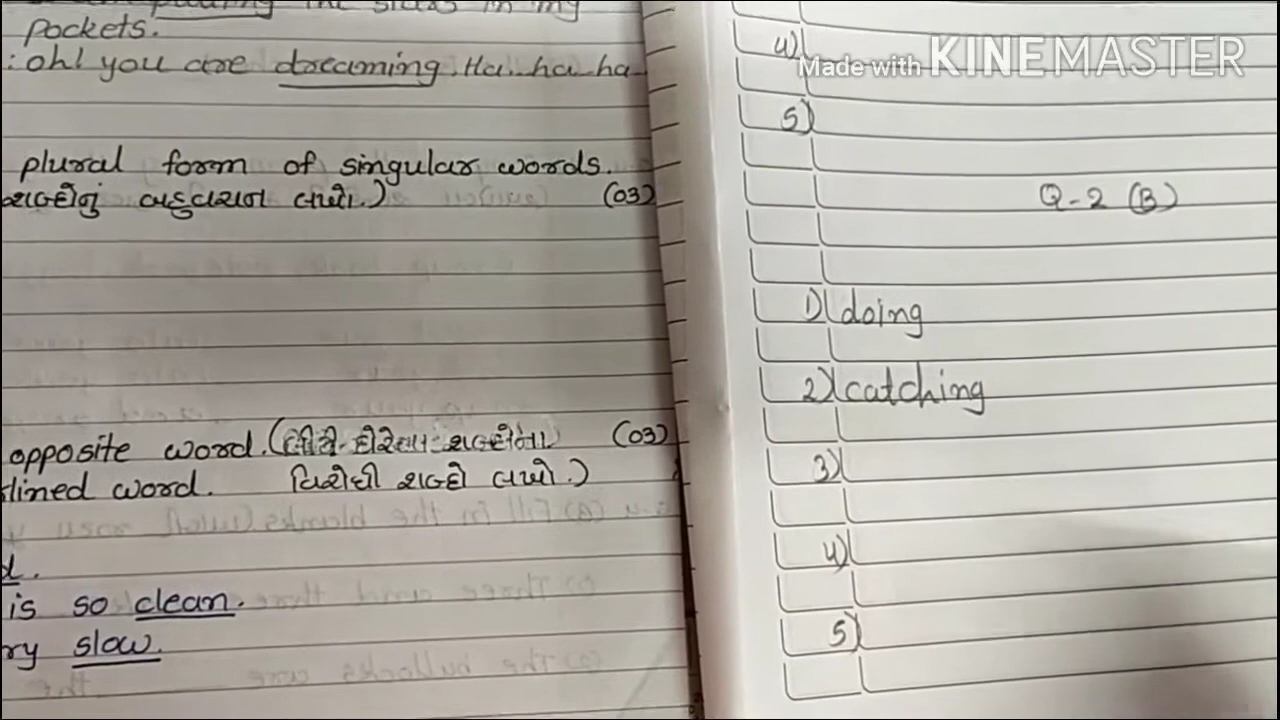 pockets.
: oh! you are dreaming. Ha.. ha.. ha..
plural form of singular words.
શબ્દોનું બહુવચન લખો.) (03)
opposite word. (નીચે દોરેલા શબ્દોના (03)
lined word. વિરોધી શબ્દો લખો.)
d.
is so clean.
ry slow.
Made with KINEMASTER
4)
5)
Q-2 (B)
1) doing
2) catching
3)
4)
5)